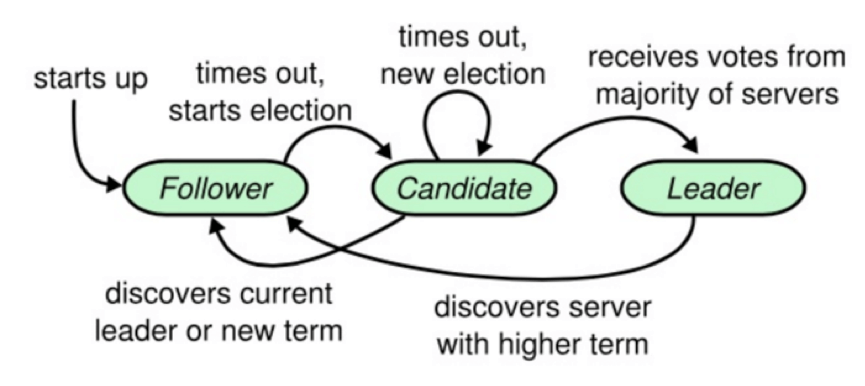 starts up
times out,
starts election
times out,
new election
receives votes from
majority of servers
Follower
Candidate
Leader
discovers current
leader or new term
discovers server
with higher term